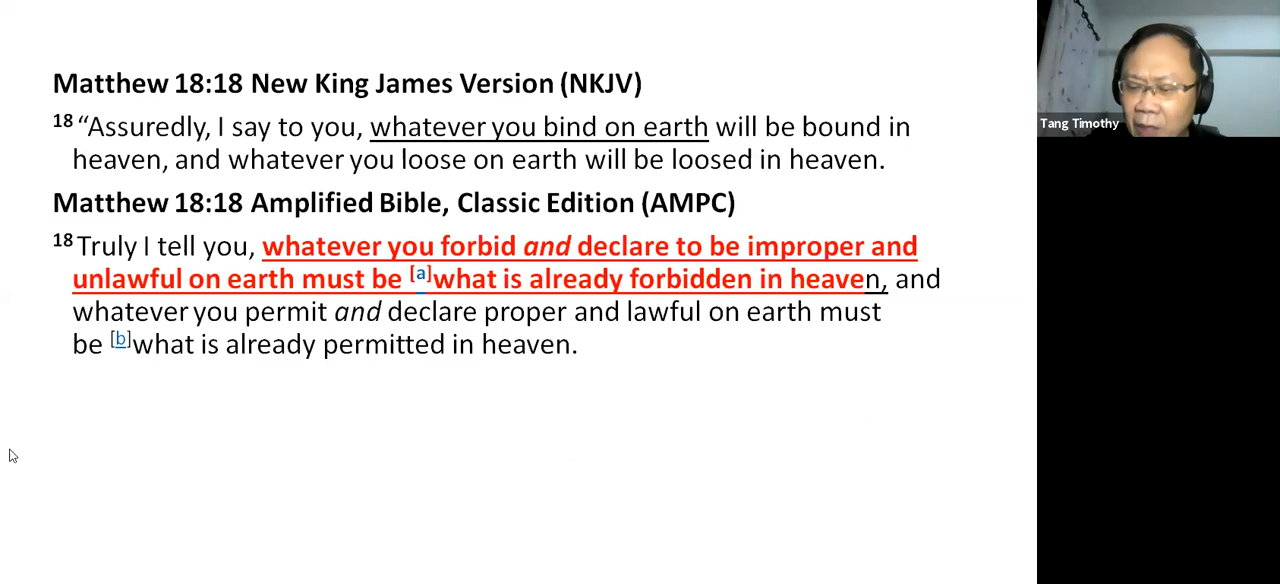 Matthew 18:18 New King James Version (NKJV)
18 “Assuredly, I say to you, whatever you bind on earth will be bound in
heaven, and whatever you loose on earth will be loosed in heaven.
Matthew 18:18 Amplified Bible, Classic Edition (AMPC)
18 Truly I tell you, whatever you forbid and declare to be improper and
unlawful on earth must be [a]what is already forbidden in heaven, and
whatever you permit and declare proper and lawful on earth must
be [b]what is already permitted in heaven.
Tang Timothy